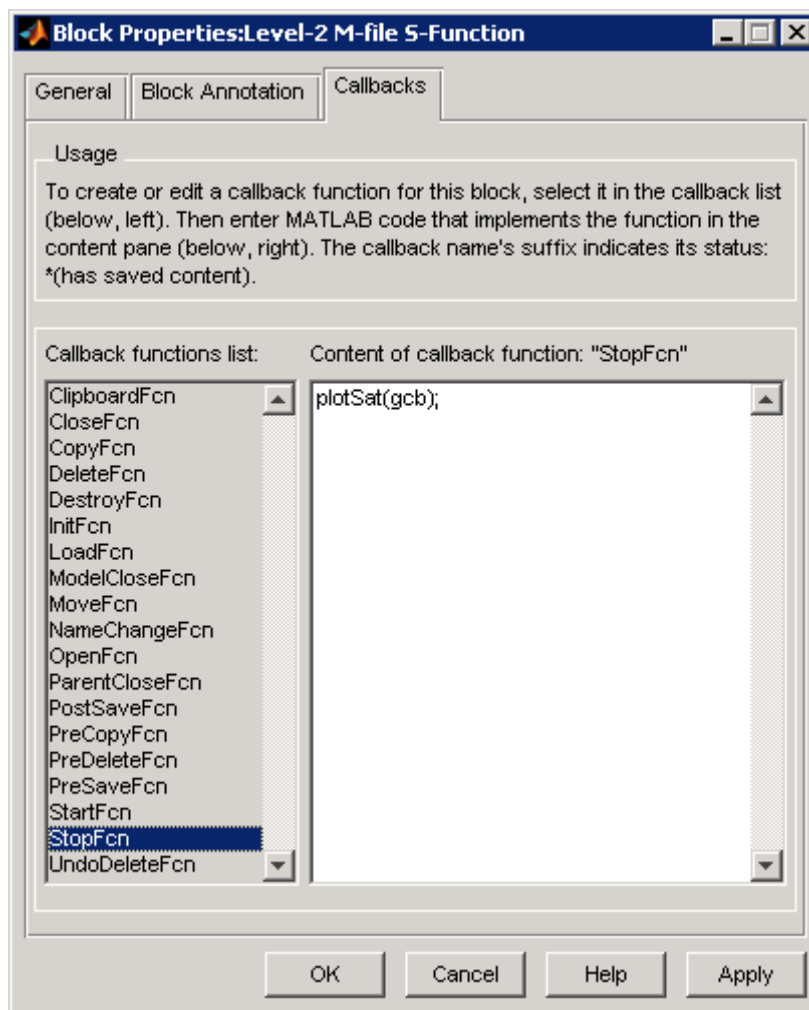 Block Properties:Level-2 M-file S-Function
General
Block Annotation
Callbacks
Usage
To create or edit a callback function for this block, select it in the callback list
(below, left). Then enter MATLAB code that implements the function in the
content pane (below, right). The callback name's suffix indicates its status:
*(has saved content).
Callback functions list:
Content of callback function: "StopFcn"
ClipboardFcn
CloseFcn
CopyFcn
DeleteFcn
DestroyFcn
InitFcn
LoadFcn
ModelCloseFcn
MoveFcn
NameChangeFcn
OpenFcn
ParentCloseFcn
PostSaveFcn
PreCopyFcn
PreDeleteFcn
PreSaveFcn
StartFcn
StopFcn
UndoDeleteFcn
plotSat(gcb);
OK
Cancel
Help
Apply